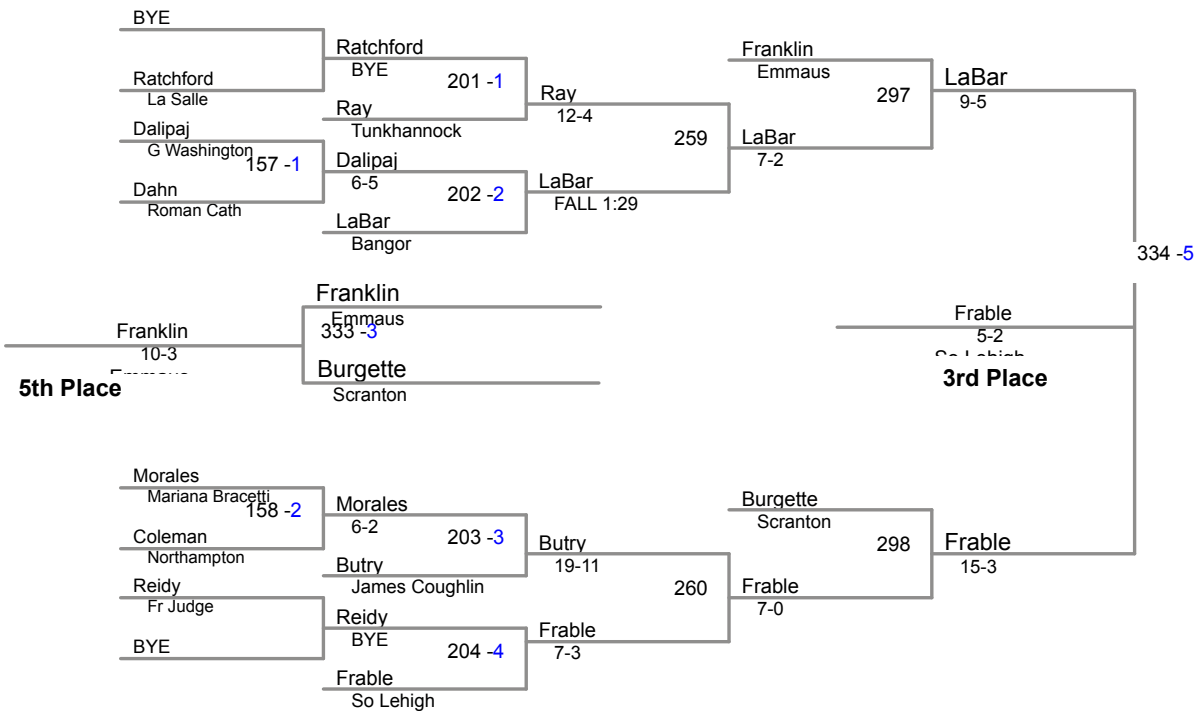 BYE
Ratchford
BYE
Franklin
Emmaus
LaBar
9-5
201 -1
297
Ratchford
La Salle
Ray
12-4
Ray
Tunkhannock
Dalipaj
G Washington
157 -1
259
LaBar
7-2
Dalipaj
6-5
LaBar
FALL 1:29
Dahn
Roman Cath
202 -2
LaBar
Bangor
334 -5
Franklin
Emmaus
333 -3
Franklin
10-3
Burgette
Scranton
5th Place
Frable
5-2
So Lehigh
3rd Place
Morales
Mariana Bracetti
158 -2
Morales
6-2
Burgette
Scranton
Coleman
Northampton
203 -3
Butry
19-11
298
Frable
15-3
Butry
James Coughlin
Reidy
Fr Judge
260
Frable
7-0
Reidy
BYE
Frable
7-3
BYE
204 -4
Frable
So Lehigh